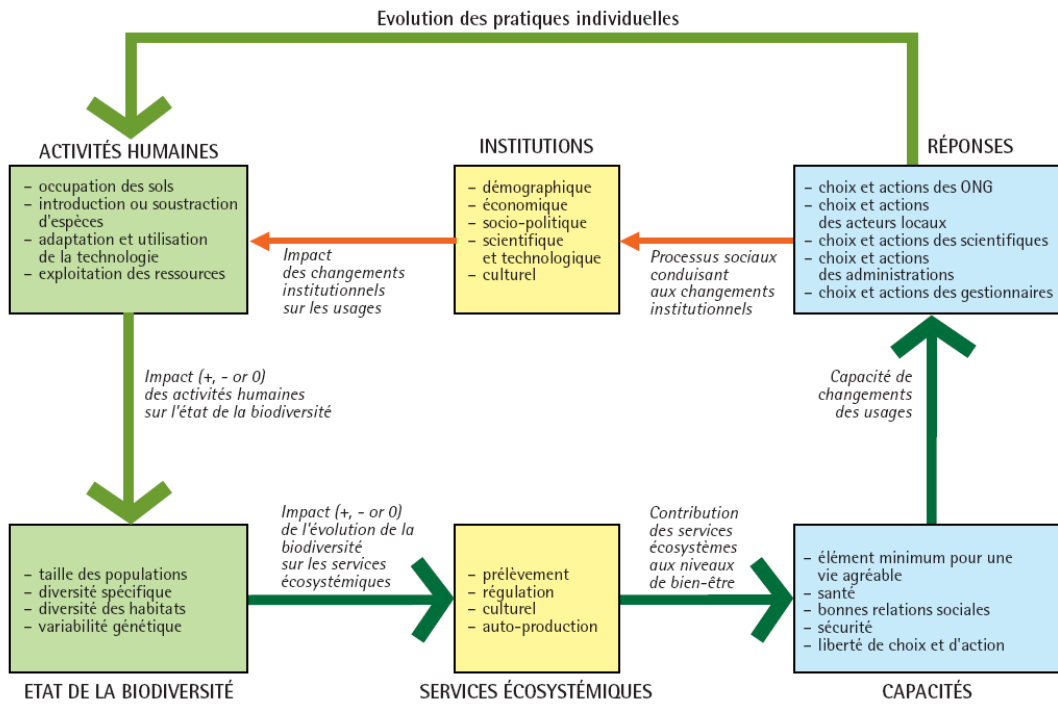 Evolution des pratiques individuelles
ACTIVITÉS HUMAINES
– occupation des sols
– introduction ou soustraction
d'espèces
– adaptation et utilisation
de la technologie
– exploitation des ressources
Impact
des changements
institutionnels
sur les usages
INSTITUTIONS
– démographique
– économique
– socio-politique
– scientifique
et technologique
– culturel
Processus sociaux
conduisant
aux changements
institutionnels
RÉPONSES
– choix et actions des ONG
– choix et actions
des acteurs locaux
– choix et actions des scientifiques
– choix et actions
des administrations
– choix et actions des gestionnaires
Impact (+, - or 0)
des activités humaines
sur l'état de la biodiversité
Capacité de
changements
des usages
– taille des populations
– diversité spécifique
– diversité des habitats
– variabilité génétique
ETAT DE LA BIODIVERSITÉ
Impact (+, - or 0)
de l'évolution de la
biodiversité
sur les services
écosystémiques
– prélèvement
– régulation
– culturel
– auto-production
SERVICES ÉCOSYSTÉMIQUES
Contribution
des services
écosystèmes
aux niveaux
de bien-être
– élément minimum pour une
vie agréable
– santé
– bonnes relations sociales
– sécurité
– liberté de choix et d'action
CAPACITÉS